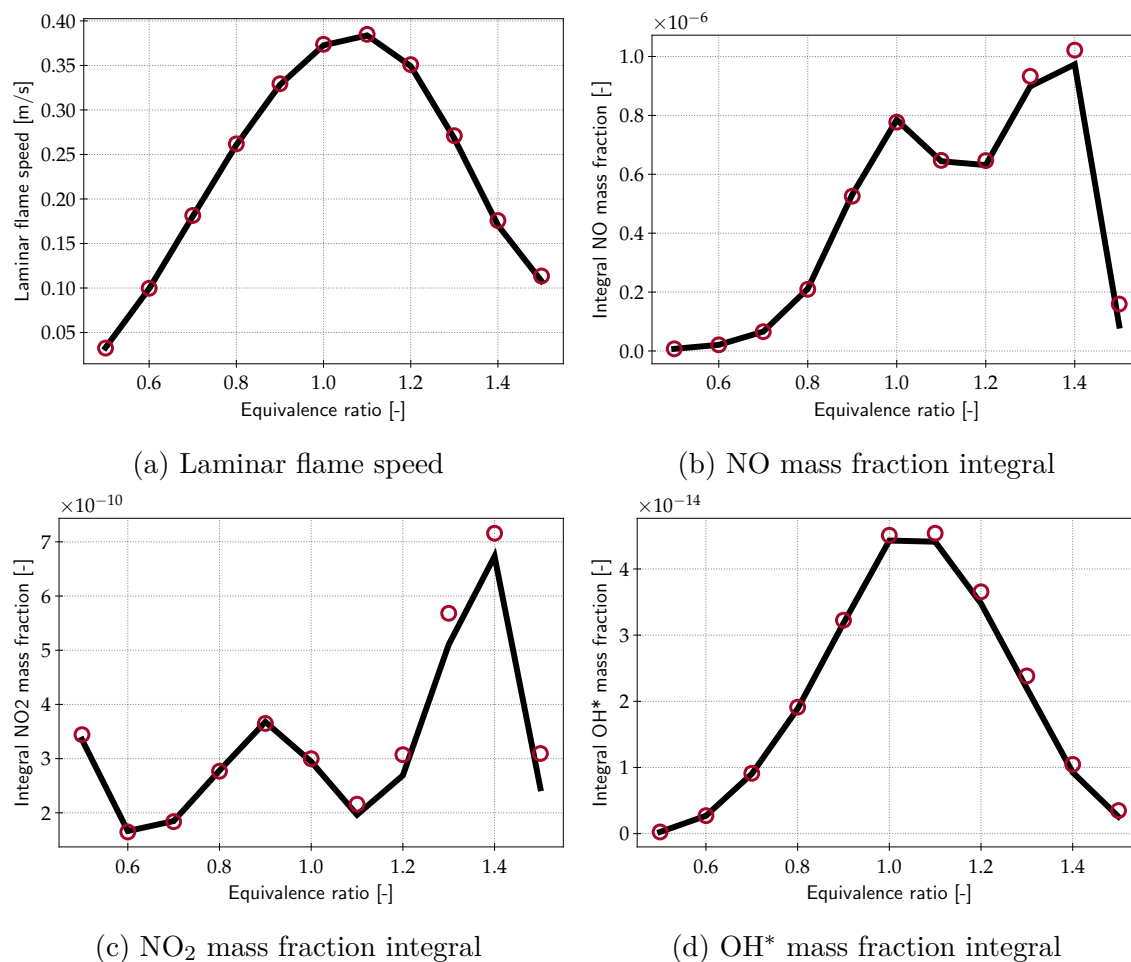 0.40
0.35
0.30
0.25
0.20
0.15
0.10
0.05
Laminar flame speed [m/s]
0.6 0.8 1.0 1.2 1.4
Equivalence ratio [-]
(a) Laminar flame speed
×10⁻⁶
1.0
0.8
0.6
0.4
0.2
0.0
Integral NO mass fraction [-]
0.6 0.8 1.0 1.2 1.4
Equivalence ratio [-]
(b) NO mass fraction integral
×10⁻¹⁰
7
6
5
4
3
2
Integral NO2 mass fraction [-]
0.6 0.8 1.0 1.2 1.4
Equivalence ratio [-]
(c) NO₂ mass fraction integral
×10⁻¹⁴
4
3
2
1
0
Integral OH* mass fraction [-]
0.6 0.8 1.0 1.2 1.4
Equivalence ratio [-]
(d) OH* mass fraction integral